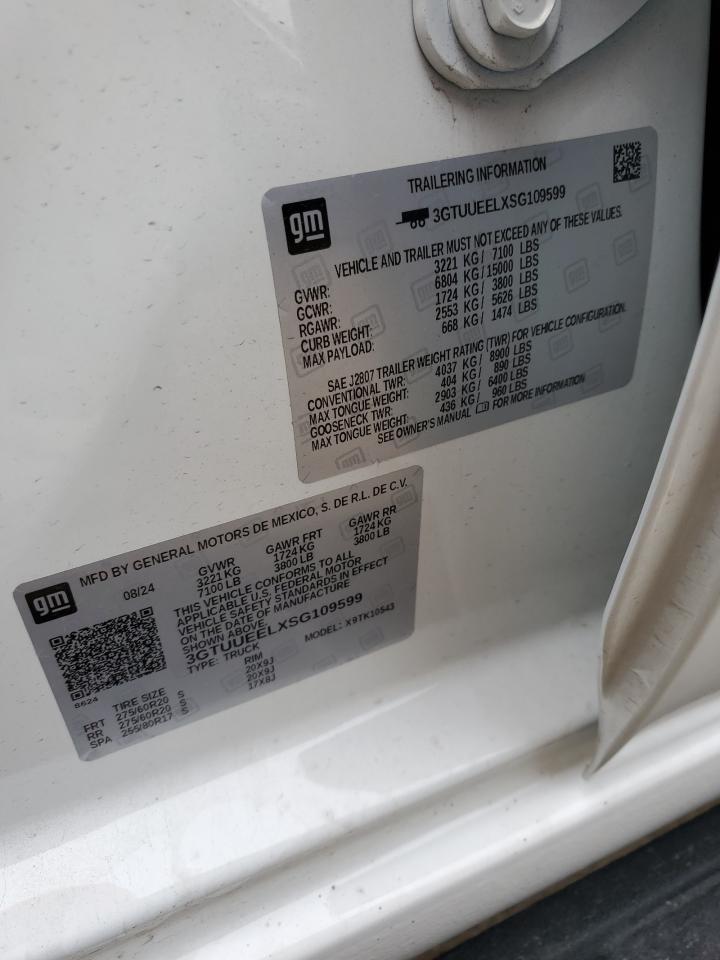 TRAILERING INFORMATION
gm
3GTUUEELXSG109599
VEHICLE AND TRAILER MUST NOT EXCEED ANY OF THESE VALUES.
GVWR: 3221 KG / 7100 LBS
GCWR: 6804 KG / 15000 LBS
RGAWR: 1724 KG / 3800 LBS
CURB WEIGHT: 2553 KG / 5626 LBS
MAX PAYLOAD: 668 KG / 1474 LBS
SAE J2807 TRAILER WEIGHT RATING (TWR) FOR VEHICLE CONFIGURATION.
CONVENTIONAL TWR: 4037 KG / 8900 LBS
MAX TONGUE WEIGHT: 404 KG / 890 LBS
GOOSENECK TWR: 2903 KG / 6400 LBS
MAX TONGUE WEIGHT: 436 KG / 960 LBS
SEE OWNER'S MANUAL FOR MORE INFORMATION
gm
MFD BY GENERAL MOTORS DE MEXICO, S. DE R.L. DE C.V.
08/24 GVWR GAWR FRT GAWR RR
3221 KG 1724 KG 1724 KG
7100 LB 3800 LB 3800 LB
THIS VEHICLE CONFORMS TO ALL
APPLICABLE U.S. FEDERAL MOTOR
VEHICLE SAFETY STANDARDS IN EFFECT
ON THE DATE OF MANUFACTURE
SHOWN ABOVE.
3GTUUEELXSG109599
TYPE: TRUCK MODEL: X9TK10543
S624
TIRE SIZE RIM
FRT 275/60R20 S 20X9J
RR 275/60R20 S 20X9J
SPA 255/80R17 S 17X8J